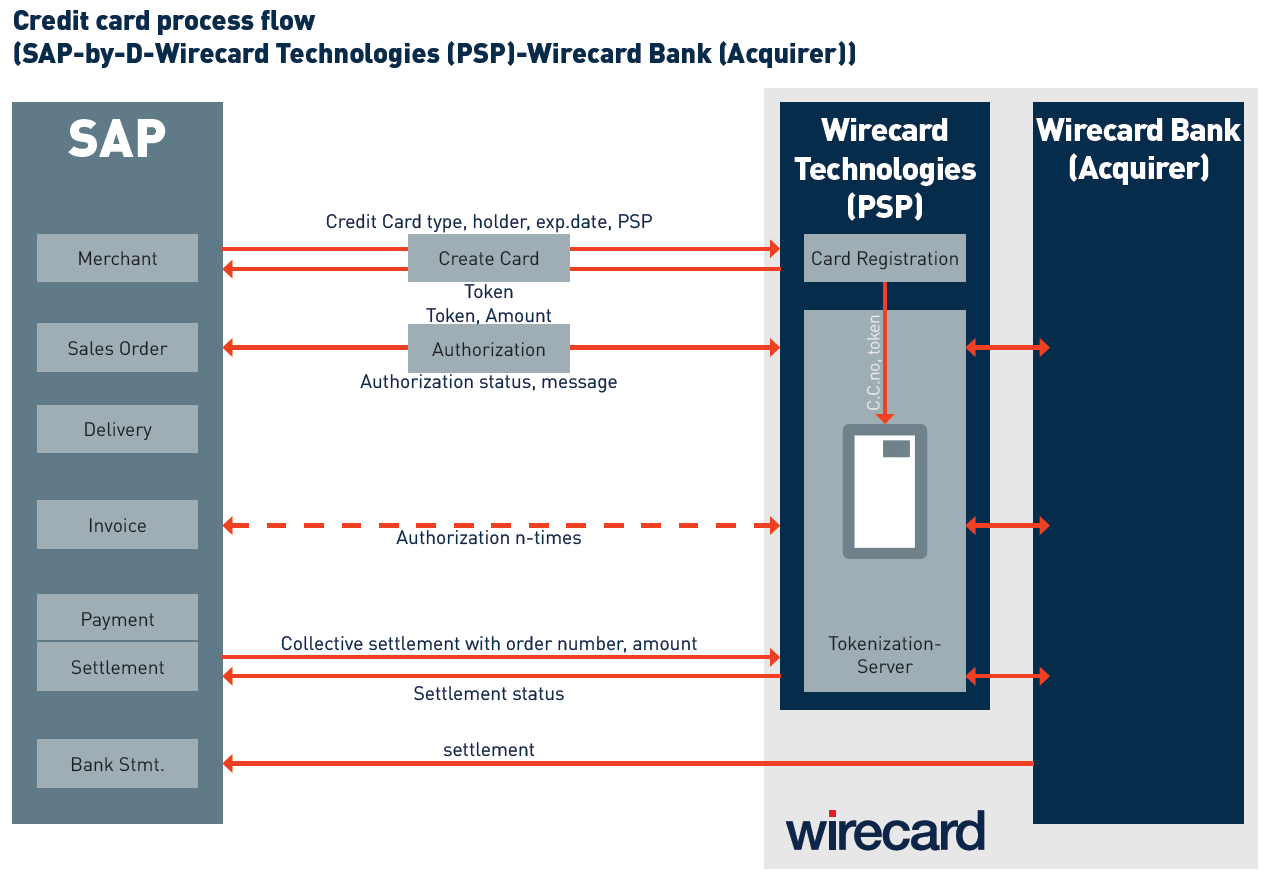 Credit card process flow
(SAP-by-D-Wirecard Technologies (PSP)-Wirecard Bank (Acquirer))
SAP
Wirecard
Technologies
(PSP)
Wirecard Bank
(Acquirer)
Credit Card type, holder, exp.date, PSP
Merchant
Create Card
Card Registration
Token
Token, Amount
Sales Order
Authorization
C.C.no, token
Authorization status, message
Delivery
Invoice
Authorization n-times
Payment
Collective settlement with order number, amount
Tokenization-
Server
Settlement
Settlement status
settlement
Bank Stmt.
wirecard